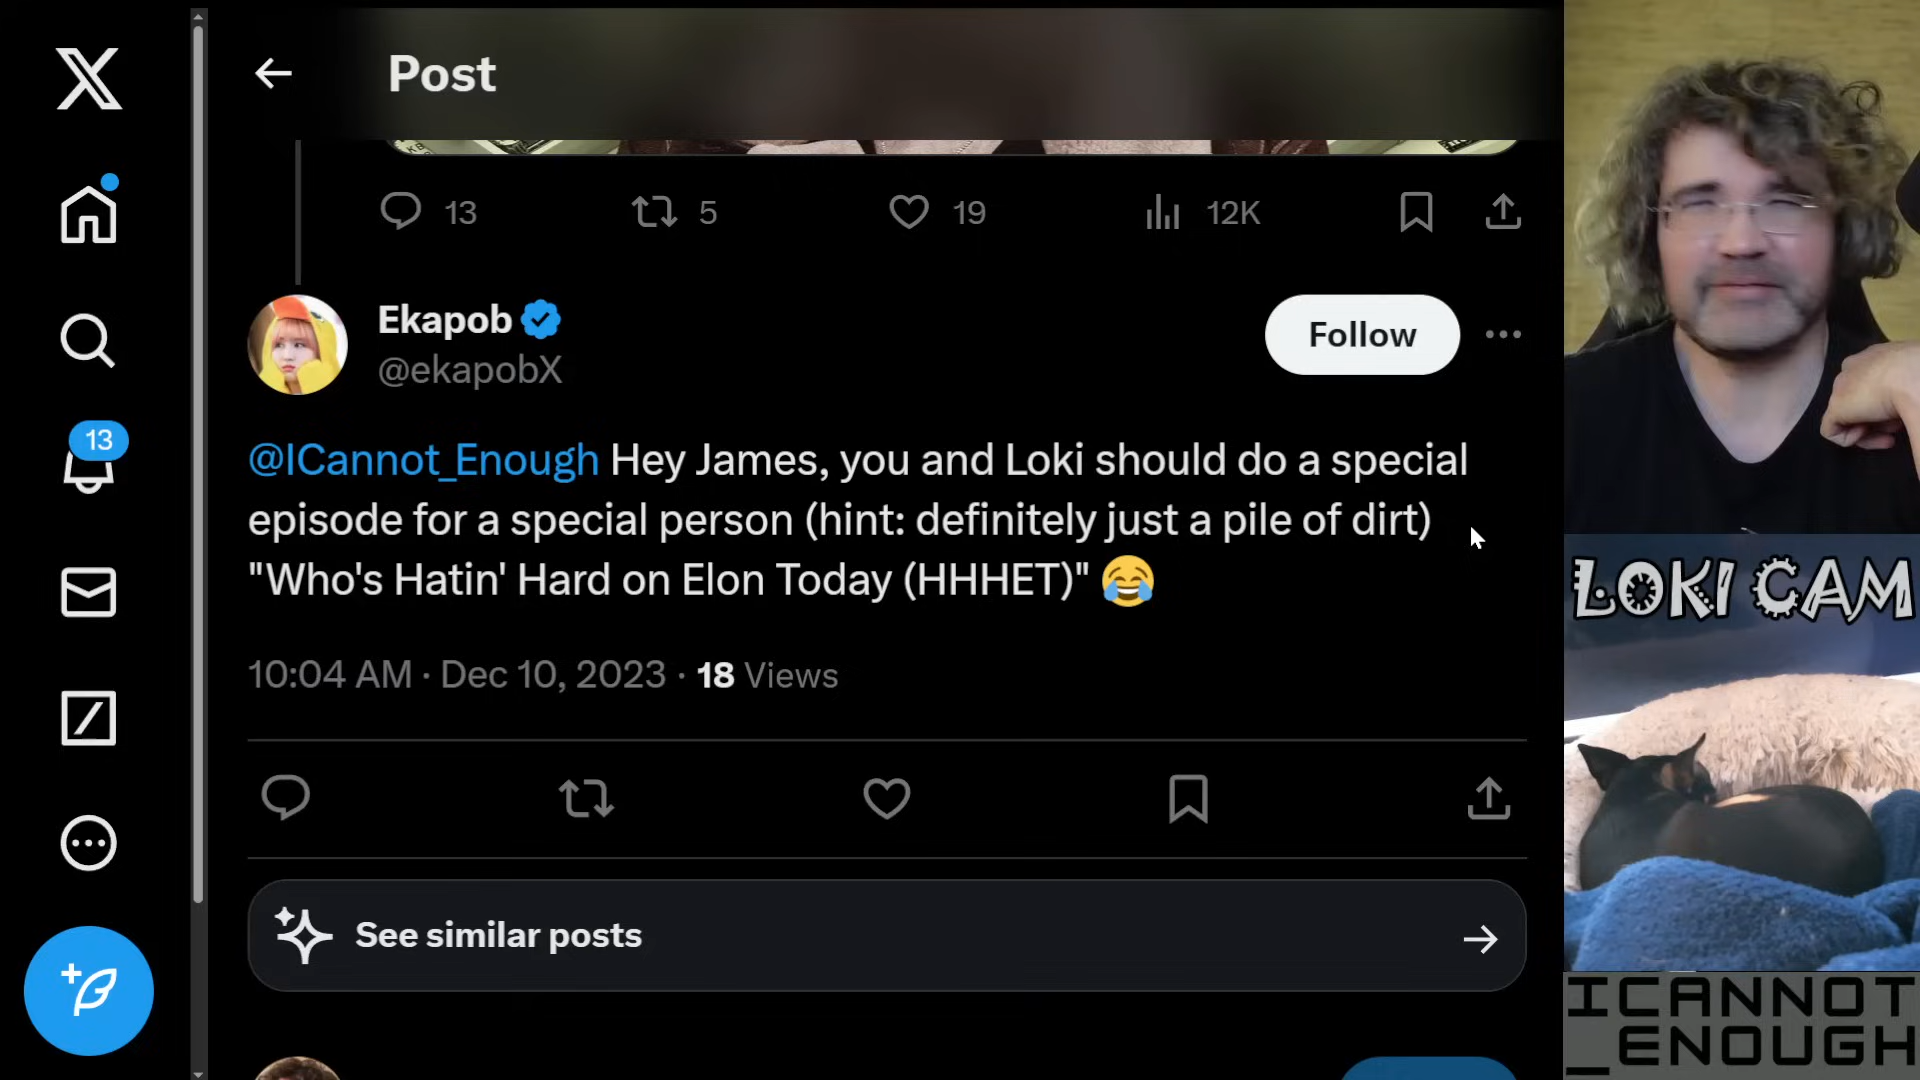 Post
13 5 19 12K
Ekapob
@ekapobX
Follow
@ICannot_Enough Hey James, you and Loki should do a special
episode for a special person (hint: definitely just a pile of dirt)
"Who's Hatin' Hard on Elon Today (HHHET)" 😂
10:04 AM · Dec 10, 2023 · 18 Views
See similar posts
13
LOKI CAM
ICANNOT
_ENOUGH